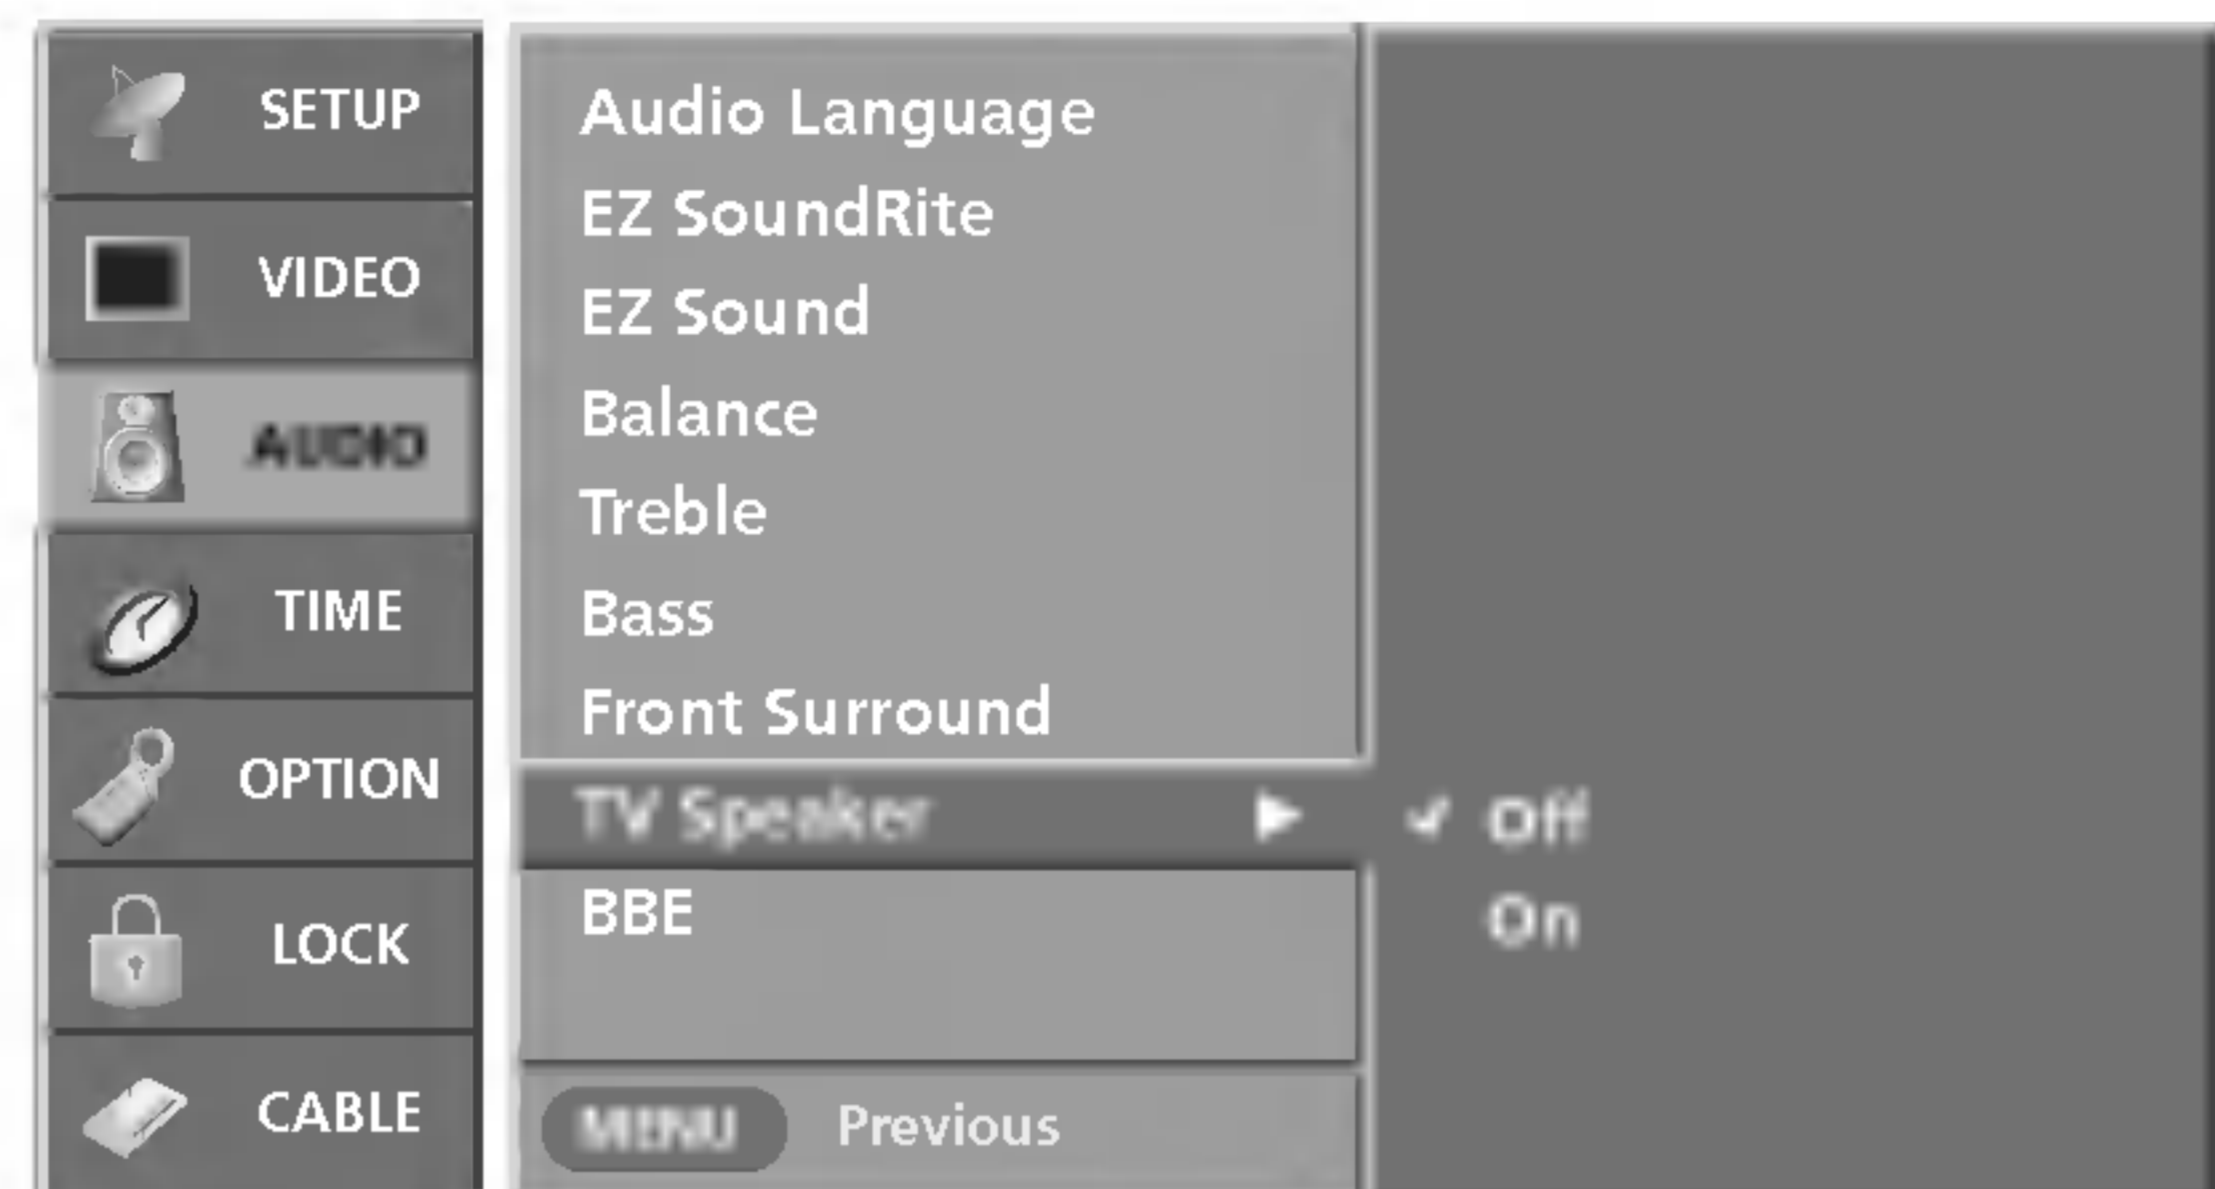 SETUP
VIDEO
AUDIO
TIME
OPTION
LOCK
CABLE
Audio Language
EZ SoundRite
EZ Sound
Balance
Treble
Bass
Front Surround
TV Speaker
BBE
MENU Previous
Off
On